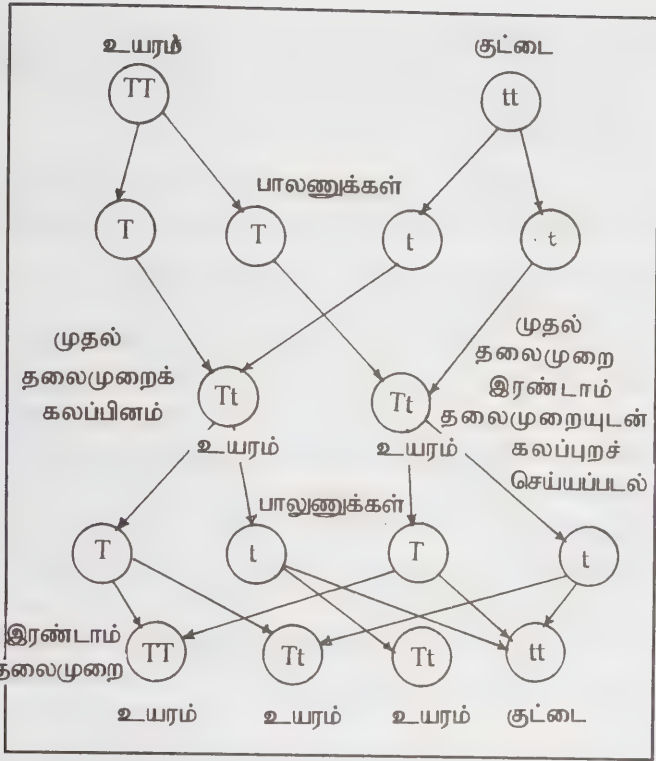 உயரம்
குட்டை
TT
tt
பாலணுக்கள்
T
T
t
t
முதல்
தலைமுறைக்
கலப்பினம்
முதல்
தலைமுறை
இரண்டாம்
தலைமுறையுடன்
கலப்புறச்
செய்யப்படல்
Tt
Tt
உயரம்
உயரம்
பாலுணுக்கள்
T
t
T
t
இரண்டாம்
தலைமுறை
TT
Tt
Tt
tt
உயரம்
உயரம்
உயரம்
குட்டை